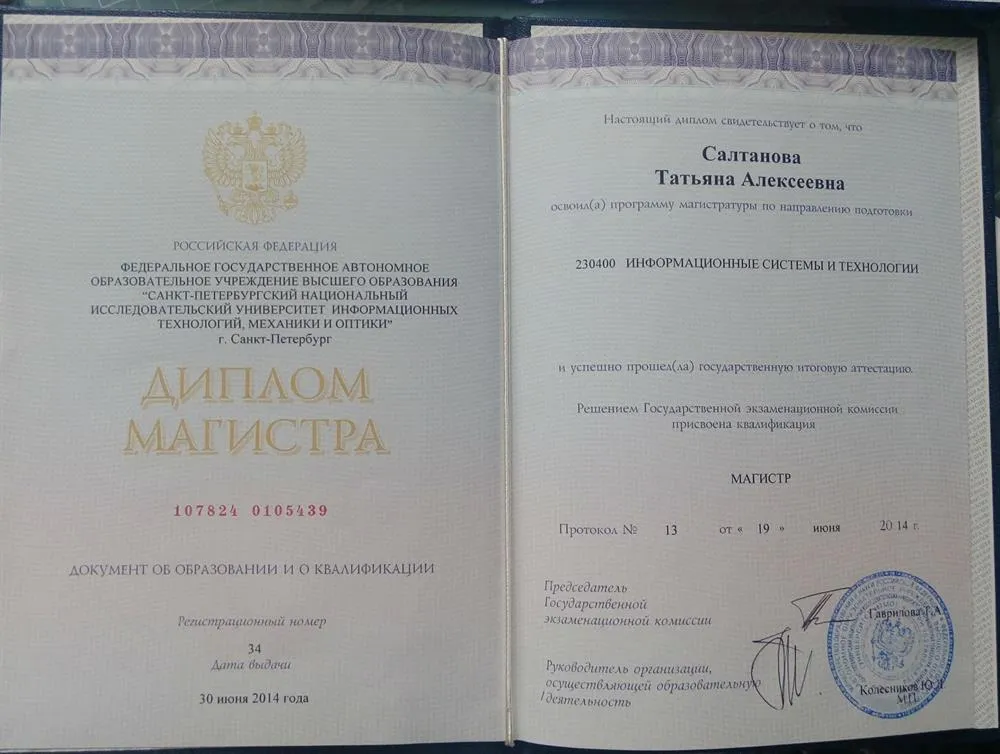 РОССИЙСКАЯ ФЕДЕРАЦИЯ
ФЕДЕРАЛЬНОЕ ГОСУДАРСТВЕННОЕ АВТОНОМНОЕ
ОБРАЗОВАТЕЛЬНОЕ УЧРЕЖДЕНИЕ ВЫСШЕГО ОБРАЗОВАНИЯ
"САНКТ-ПЕТЕРБУРГСКИЙ НАЦИОНАЛЬНЫЙ
ИССЛЕДОВАТЕЛЬСКИЙ УНИВЕРСИТЕТ ИНФОРМАЦИОННЫХ
ТЕХНОЛОГИЙ, МЕХАНИКИ И ОПТИКИ"
г. Санкт-Петербург
ДИПЛОМ
МАГИСТРА
107824 0105439
ДОКУМЕНТ ОБ ОБРАЗОВАНИИ И О КВАЛИФИКАЦИИ
Регистрационный номер
34
Дата выдачи
30 июня 2014 года
Настоящий диплом свидетельствует о том, что
Салтанова
Татьяна Алексеевна
освоил(а) программу магистратуры по направлению подготовки
230400 ИНФОРМАЦИОННЫЕ СИСТЕМЫ И ТЕХНОЛОГИИ
и успешно прошел(ла) государственную итоговую аттестацию.
Решением Государственной экзаменационной комиссии
присвоена квалификация
МАГИСТР
Протокол № 13 от « 19 » июня 2014 г.
Председатель
Государственной
экзаменационной комиссии
Гаврилова Т.А.
Руководитель организации,
осуществляющей образовательную
деятельность
Колесников Ю.Л.
М.П.